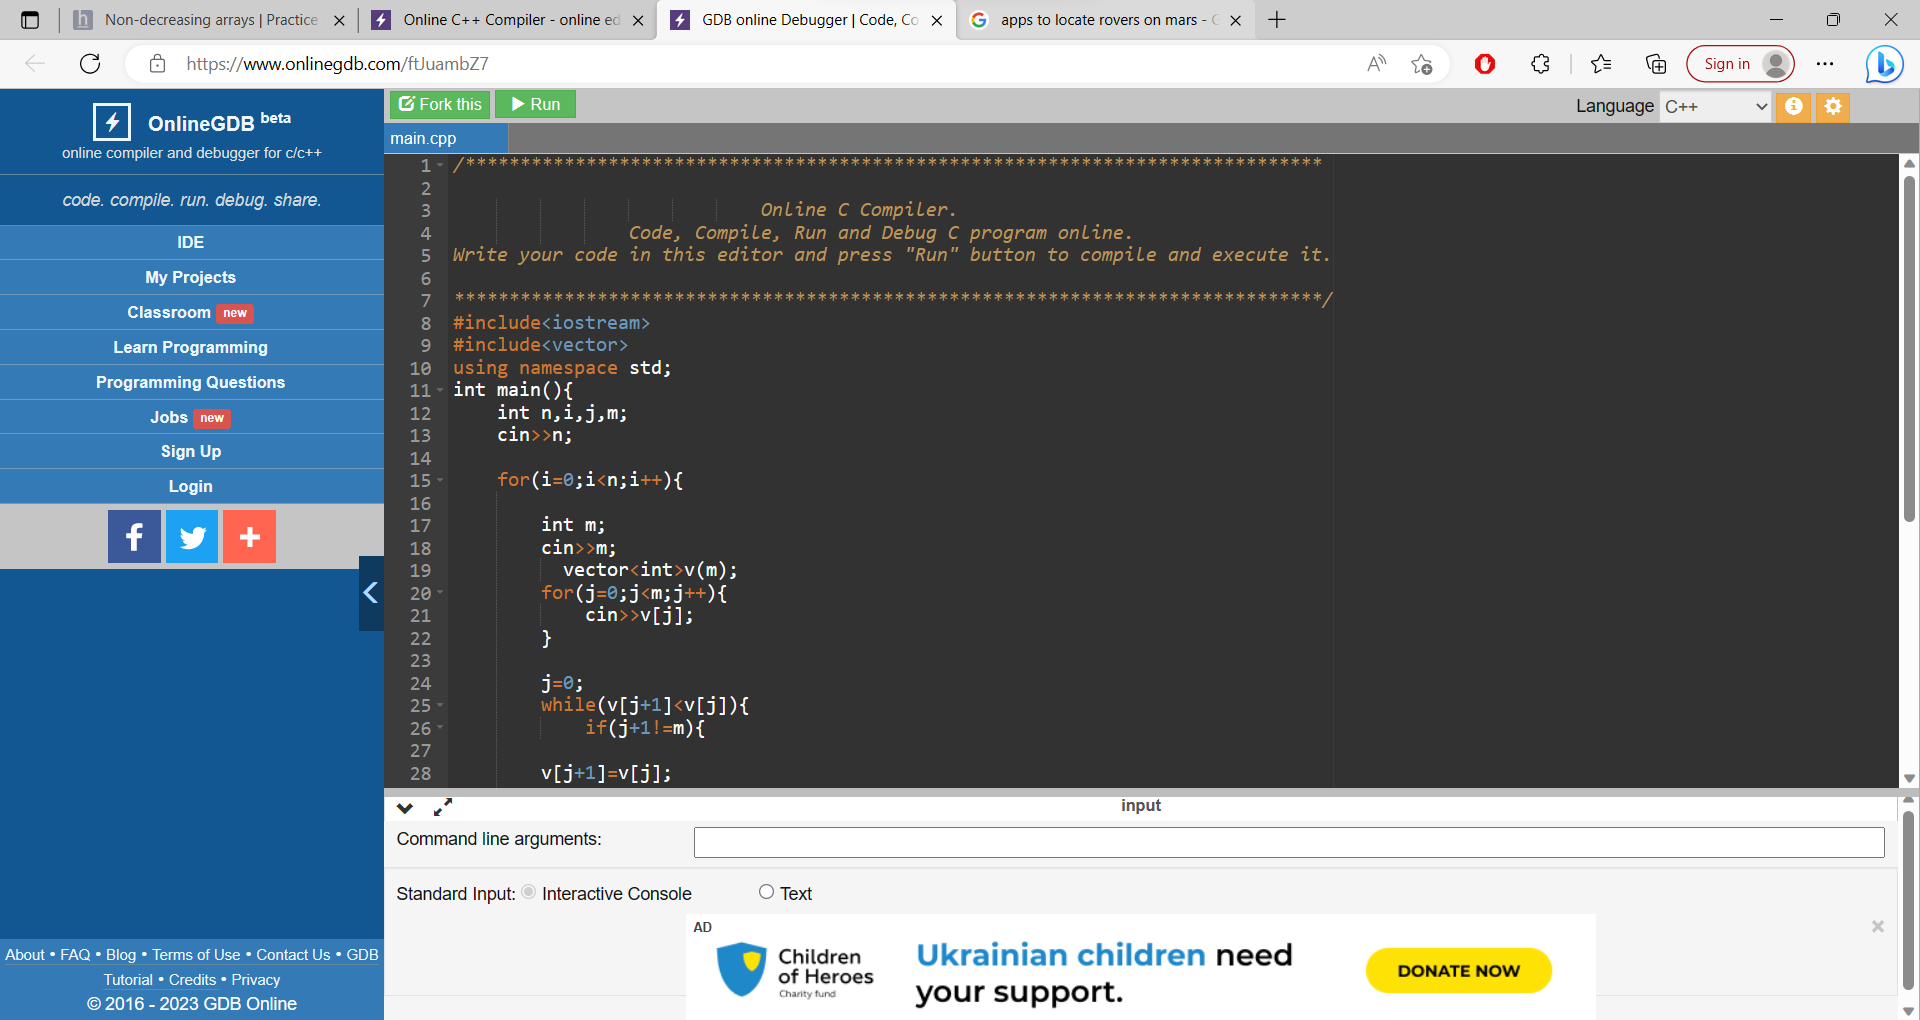 Non-decreasing arrays | Practice
Online C++ Compiler - online ed
GDB online Debugger | Code, Co
apps to locate rovers on mars - G
https://www.onlinegdb.com/ftJuambZ7
Sign in
OnlineGDB beta
online compiler and debugger for c/c++
code. compile. run. debug. share.
IDE
My Projects
Classroom new
Learn Programming
Programming Questions
Jobs new
Sign Up
Login
About • FAQ • Blog • Terms of Use • Contact Us • GDB
Tutorial • Credits • Privacy
© 2016 - 2023 GDB Online
Fork this
Run
Language C++
main.cpp
1 /******************************************************************************
2
3 Online C Compiler.
4 Code, Compile, Run and Debug C program online.
5 Write your code in this editor and press "Run" button to compile and execute it.
6
7 *******************************************************************************/
8 #include<iostream>
9 #include<vector>
10 using namespace std;
11 int main(){
12 int n,i,j,m;
13 cin>>n;
14
15 for(i=0;i<n;i++){
16
17 int m;
18 cin>>m;
19 vector<int>v(m);
20 for(j=0;j<m;j++){
21 cin>>v[j];
22 }
23
24 j=0;
25 while(v[j+1]<v[j]){
26 if(j+1!=m){
27
28 v[j+1]=v[j];
input
Command line arguments:
Standard Input: Interactive Console Text
AD
Children
of Heroes
Charity fund
Ukrainian children need
your support.
DONATE NOW